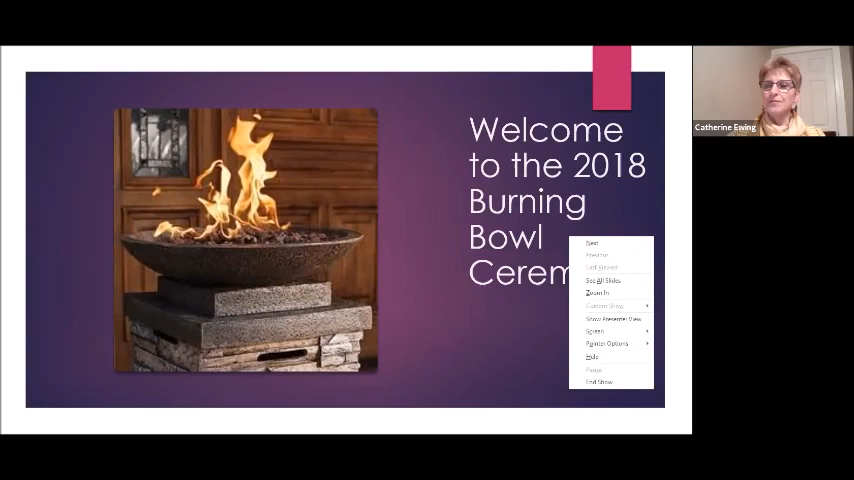 Welcome
to the 2018
Burning
Bowl
Cerem
Next
Previous
Last Viewed
See All Slides
Zoom In
Custom Show
Show Presenter View
Screen
Pointer Options
Help
Pause
End Show
Catherine Ewing